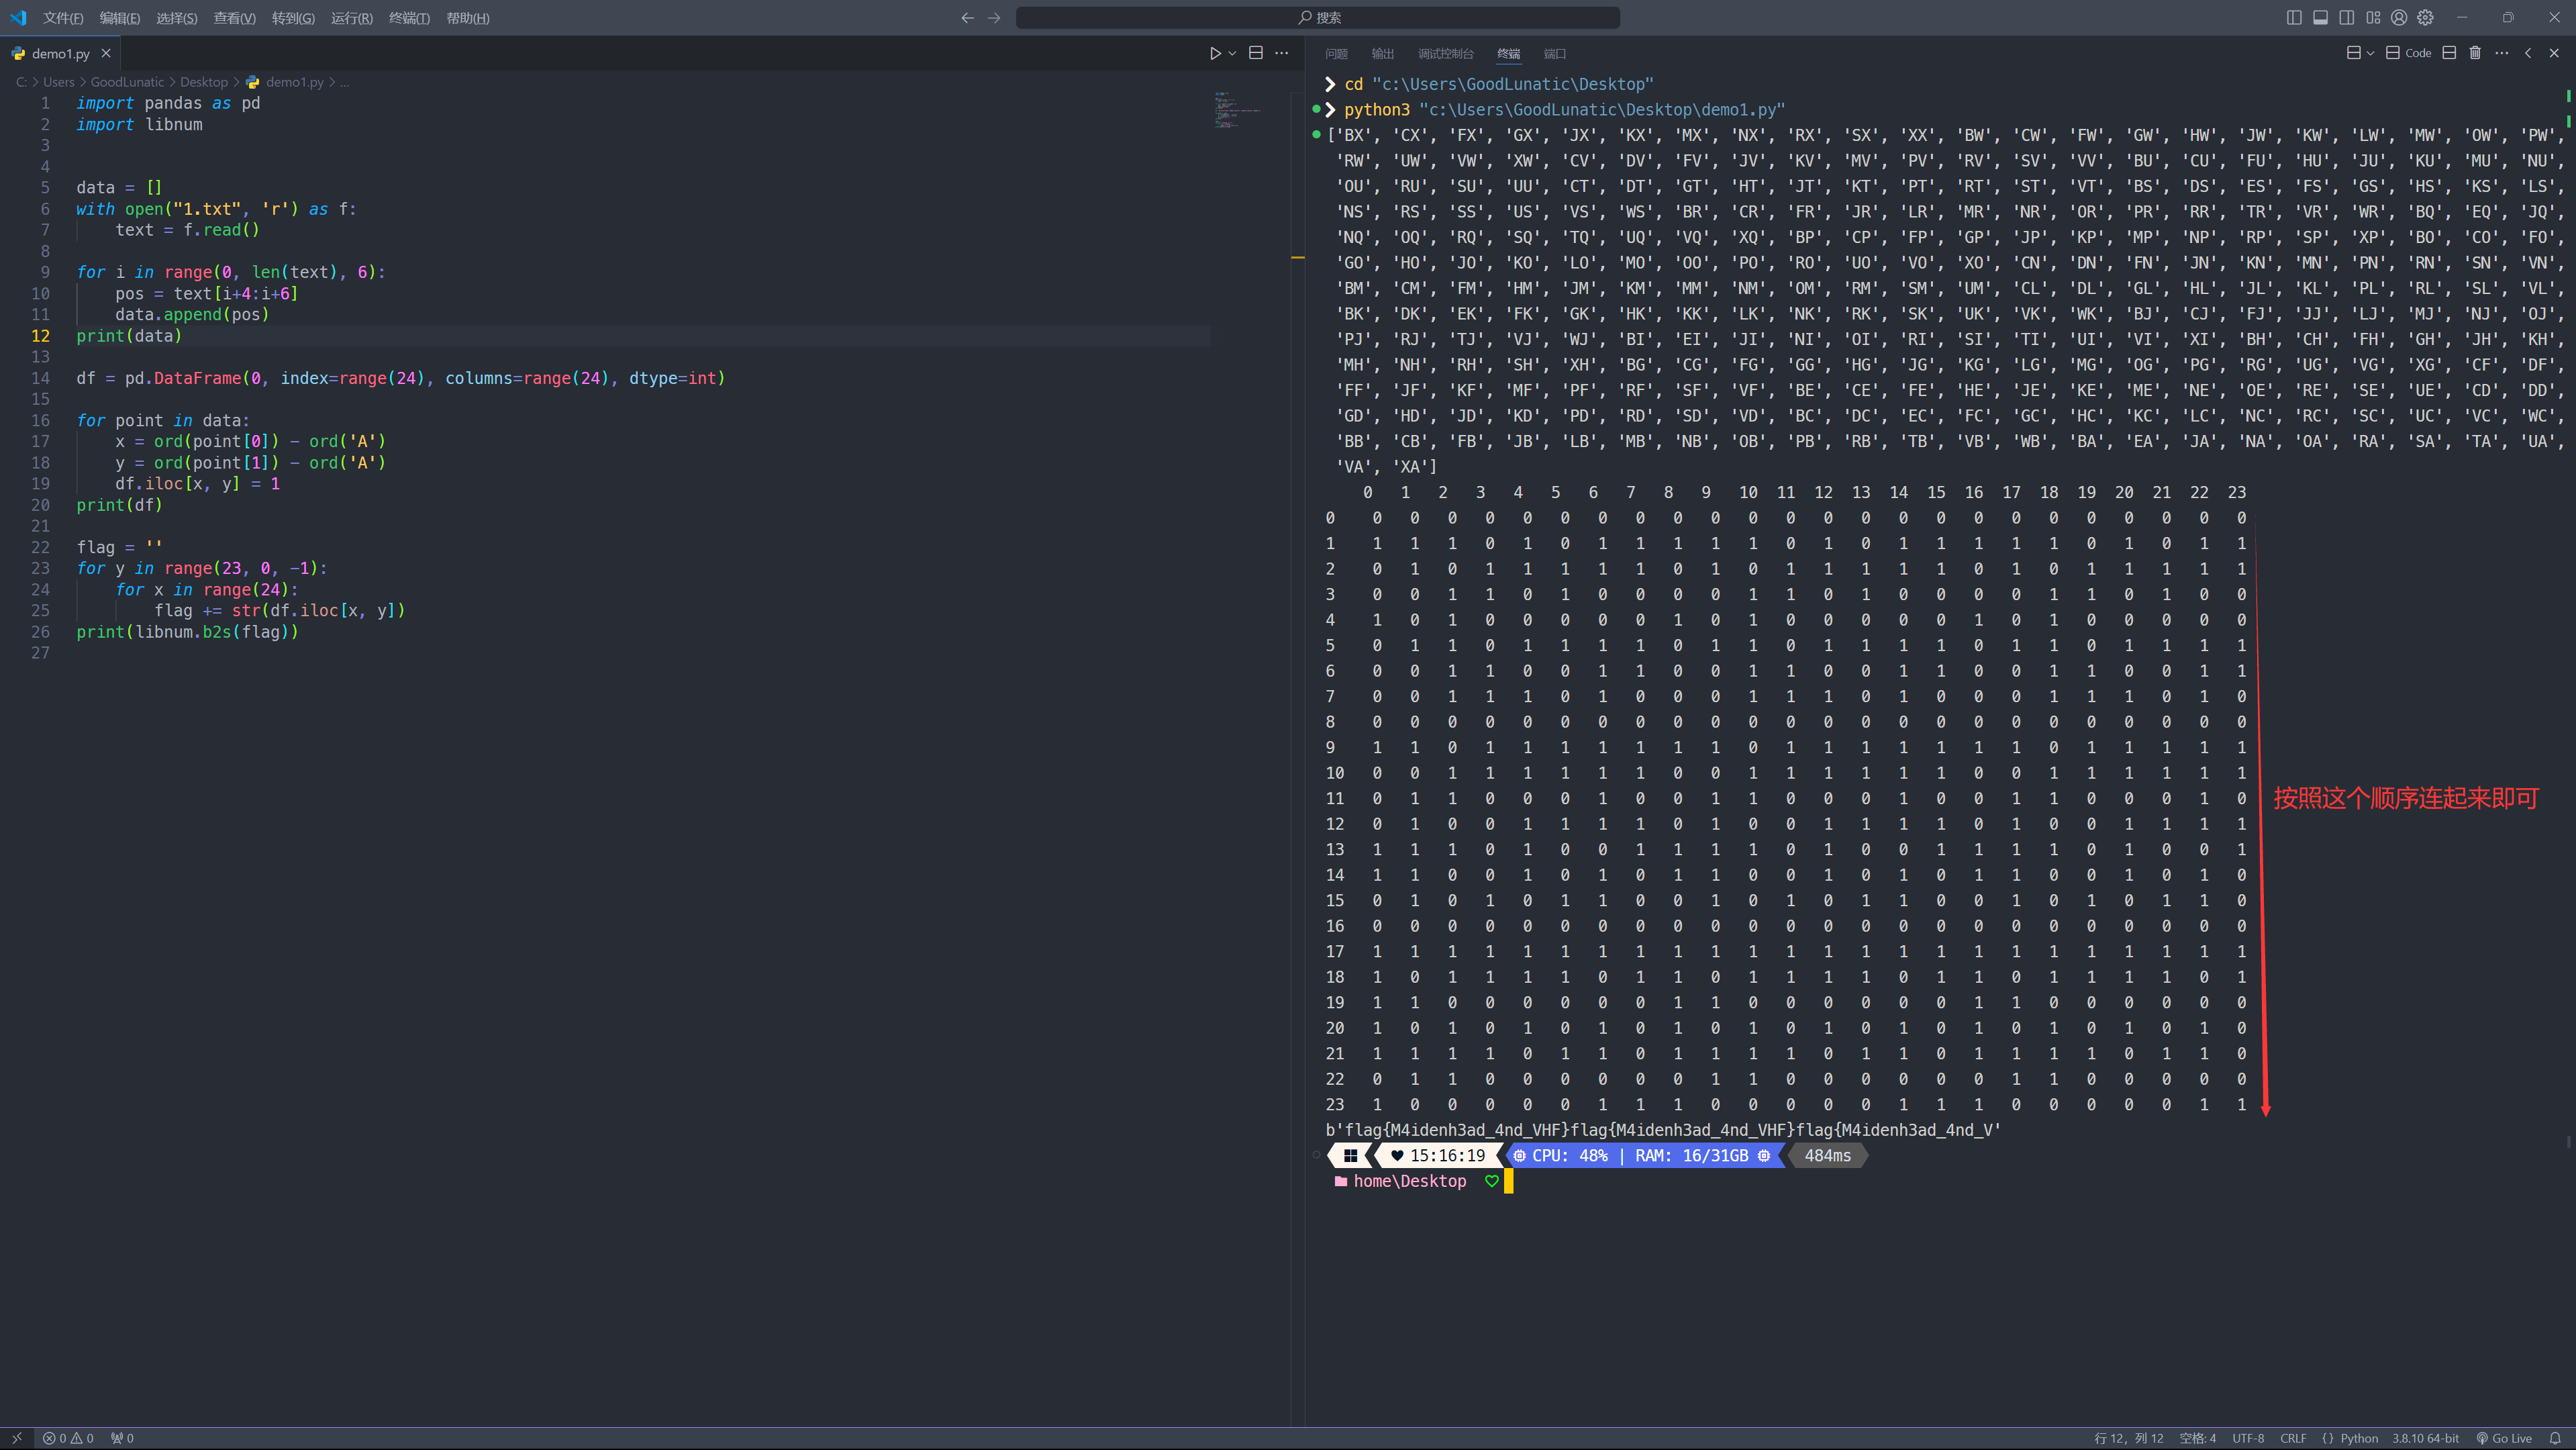 文件(F) 编辑(E) 选择(S) 查看(V) 转到(G) 运行(R) 终端(T) 帮助(H) 搜索
demo1.py
C: > Users > GoodLunatic > Desktop > demo1.py > ...
1 import pandas as pd
2 import libnum
3
4
5 data = []
6 with open("1.txt", 'r') as f:
7     text = f.read()
8
9 for i in range(0, len(text), 6):
10     pos = text[i+4:i+6]
11     data.append(pos)
12 print(data)
13
14 df = pd.DataFrame(0, index=range(24), columns=range(24), dtype=int)
15
16 for point in data:
17     x = ord(point[0]) - ord('A')
18     y = ord(point[1]) - ord('A')
19     df.iloc[x, y] = 1
20 print(df)
21
22 flag = ''
23 for y in range(23, 0, -1):
24     for x in range(24):
25         flag += str(df.iloc[x, y])
26 print(libnum.b2s(flag))
27
问题 输出 调试控制台 终端 端口 Code
cd "c:\Users\GoodLunatic\Desktop"
python3 "c:\Users\GoodLunatic\Desktop\demo1.py"
['BX', 'CX', 'FX', 'GX', 'JX', 'KX', 'MX', 'NX', 'RX', 'SX', 'XX', 'BW', 'CW', 'FW', 'GW', 'HW', 'JW', 'KW', 'LW', 'MW', 'OW', 'PW',
'RW', 'UW', 'VW', 'XW', 'CV', 'DV', 'FV', 'JV', 'KV', 'MV', 'PV', 'RV', 'SV', 'VV', 'BU', 'CU', 'FU', 'HU', 'JU', 'KU', 'MU', 'NU',
'OU', 'RU', 'SU', 'UU', 'CT', 'DT', 'GT', 'HT', 'JT', 'KT', 'PT', 'RT', 'ST', 'VT', 'BS', 'DS', 'ES', 'FS', 'GS', 'HS', 'KS', 'LS',
'NS', 'RS', 'SS', 'US', 'VS', 'WS', 'BR', 'CR', 'FR', 'JR', 'LR', 'MR', 'NR', 'OR', 'PR', 'RR', 'TR', 'VR', 'WR', 'BQ', 'EQ', 'JQ',
'NQ', 'OQ', 'RQ', 'SQ', 'TQ', 'UQ', 'VQ', 'XQ', 'BP', 'CP', 'FP', 'GP', 'JP', 'KP', 'MP', 'NP', 'RP', 'SP', 'XP', 'BO', 'CO', 'FO',
'GO', 'HO', 'JO', 'KO', 'LO', 'MO', 'OO', 'PO', 'RO', 'UO', 'VO', 'XO', 'CN', 'DN', 'FN', 'JN', 'KN', 'MN', 'PN', 'RN', 'SN', 'VN',
'BM', 'CM', 'FM', 'HM', 'JM', 'KM', 'MM', 'NM', 'OM', 'RM', 'SM', 'UM', 'CL', 'DL', 'GL', 'HL', 'JL', 'KL', 'PL', 'RL', 'SL', 'VL',
'BK', 'DK', 'EK', 'FK', 'GK', 'HK', 'KK', 'LK', 'NK', 'RK', 'SK', 'UK', 'VK', 'WK', 'BJ', 'CJ', 'FJ', 'JJ', 'LJ', 'MJ', 'NJ', 'OJ',
'PJ', 'RJ', 'TJ', 'VJ', 'WJ', 'BI', 'EI', 'JI', 'NI', 'OI', 'RI', 'SI', 'TI', 'UI', 'VI', 'XI', 'BH', 'CH', 'FH', 'GH', 'JH', 'KH',
'MH', 'NH', 'RH', 'SH', 'XH', 'BG', 'CG', 'FG', 'GG', 'HG', 'JG', 'KG', 'LG', 'MG', 'OG', 'PG', 'RG', 'UG', 'VG', 'XG', 'CF', 'DF',
'FF', 'JF', 'KF', 'MF', 'PF', 'RF', 'SF', 'VF', 'BE', 'CE', 'FE', 'HE', 'JE', 'KE', 'ME', 'NE', 'OE', 'RE', 'SE', 'UE', 'CD', 'DD',
'GD', 'HD', 'JD', 'KD', 'PD', 'RD', 'SD', 'VD', 'BC', 'DC', 'EC', 'FC', 'GC', 'HC', 'KC', 'LC', 'NC', 'RC', 'SC', 'UC', 'VC', 'WC',
'BB', 'CB', 'FB', 'JB', 'LB', 'MB', 'NB', 'OB', 'PB', 'RB', 'TB', 'VB', 'WB', 'BA', 'EA', 'JA', 'NA', 'OA', 'RA', 'SA', 'TA', 'UA',
'VA', 'XA']
0 1 2 3 4 5 6 7 8 9 10 11 12 13 14 15 16 17 18 19 20 21 22 23
0 0 0 0 0 0 0 0 0 0 0 0 0 0 0 0 0 0 0 0 0 0 0 0 0
1 1 1 1 0 1 0 1 1 1 1 1 0 1 0 1 1 1 1 1 0 1 0 1 1
2 0 1 0 1 1 1 1 1 0 1 0 1 1 1 1 1 0 1 0 1 1 1 1 1
3 0 0 1 1 0 1 0 0 0 0 1 1 0 1 0 0 0 0 1 1 0 1 0 0
4 1 0 1 0 0 0 0 0 1 0 1 0 0 0 0 0 1 0 1 0 0 0 0 0
5 0 1 1 0 1 1 1 1 0 1 1 0 1 1 1 1 0 1 1 0 1 1 1 1
6 0 0 1 1 0 0 1 1 0 0 1 1 0 0 1 1 0 0 1 1 0 0 1 1
7 0 0 1 1 1 0 1 0 0 0 1 1 1 0 1 0 0 0 1 1 1 0 1 0
8 0 0 0 0 0 0 0 0 0 0 0 0 0 0 0 0 0 0 0 0 0 0 0 0
9 1 1 0 1 1 1 1 1 1 1 0 1 1 1 1 1 1 1 0 1 1 1 1 1
10 0 0 1 1 1 1 1 1 0 0 1 1 1 1 1 1 0 0 1 1 1 1 1 1
11 0 1 1 0 0 0 1 0 0 1 1 0 0 0 1 0 0 1 1 0 0 0 1 0
12 0 1 0 0 1 1 1 1 0 1 0 0 1 1 1 1 0 1 0 0 1 1 1 1
13 1 1 1 0 1 0 0 1 1 1 1 0 1 0 0 1 1 1 1 0 1 0 0 1
14 1 1 0 0 1 0 1 0 1 1 0 0 1 0 1 0 1 1 0 0 1 0 1 0
15 0 1 0 1 0 1 1 0 0 1 0 1 0 1 1 0 0 1 0 1 0 1 1 0
16 0 0 0 0 0 0 0 0 0 0 0 0 0 0 0 0 0 0 0 0 0 0 0 0
17 1 1 1 1 1 1 1 1 1 1 1 1 1 1 1 1 1 1 1 1 1 1 1 1
18 1 0 1 1 1 1 0 1 1 0 1 1 1 1 0 1 1 0 1 1 1 1 0 1
19 1 1 0 0 0 0 0 0 1 1 0 0 0 0 0 0 1 1 0 0 0 0 0 0
20 1 0 1 0 1 0 1 0 1 0 1 0 1 0 1 0 1 0 1 0 1 0 1 0
21 1 1 1 1 0 1 1 0 1 1 1 1 0 1 1 0 1 1 1 1 0 1 1 0
22 0 1 1 0 0 0 0 0 0 1 1 0 0 0 0 0 0 1 1 0 0 0 0 0
23 1 0 0 0 0 0 1 1 1 0 0 0 0 0 1 1 1 0 0 0 0 0 1 1
按照这个顺序连起来即可
b'flag{M4idenh3ad_4nd_VHF}flag{M4idenh3ad_4nd_VHF}flag{M4idenh3ad_4nd_V'
15:16:19 CPU: 48% | RAM: 16/31GB 484ms
home\Desktop
0 0 0 行 12，列 12 空格: 4 UTF-8 CRLF {} Python 3.8.10 64-bit Go Live